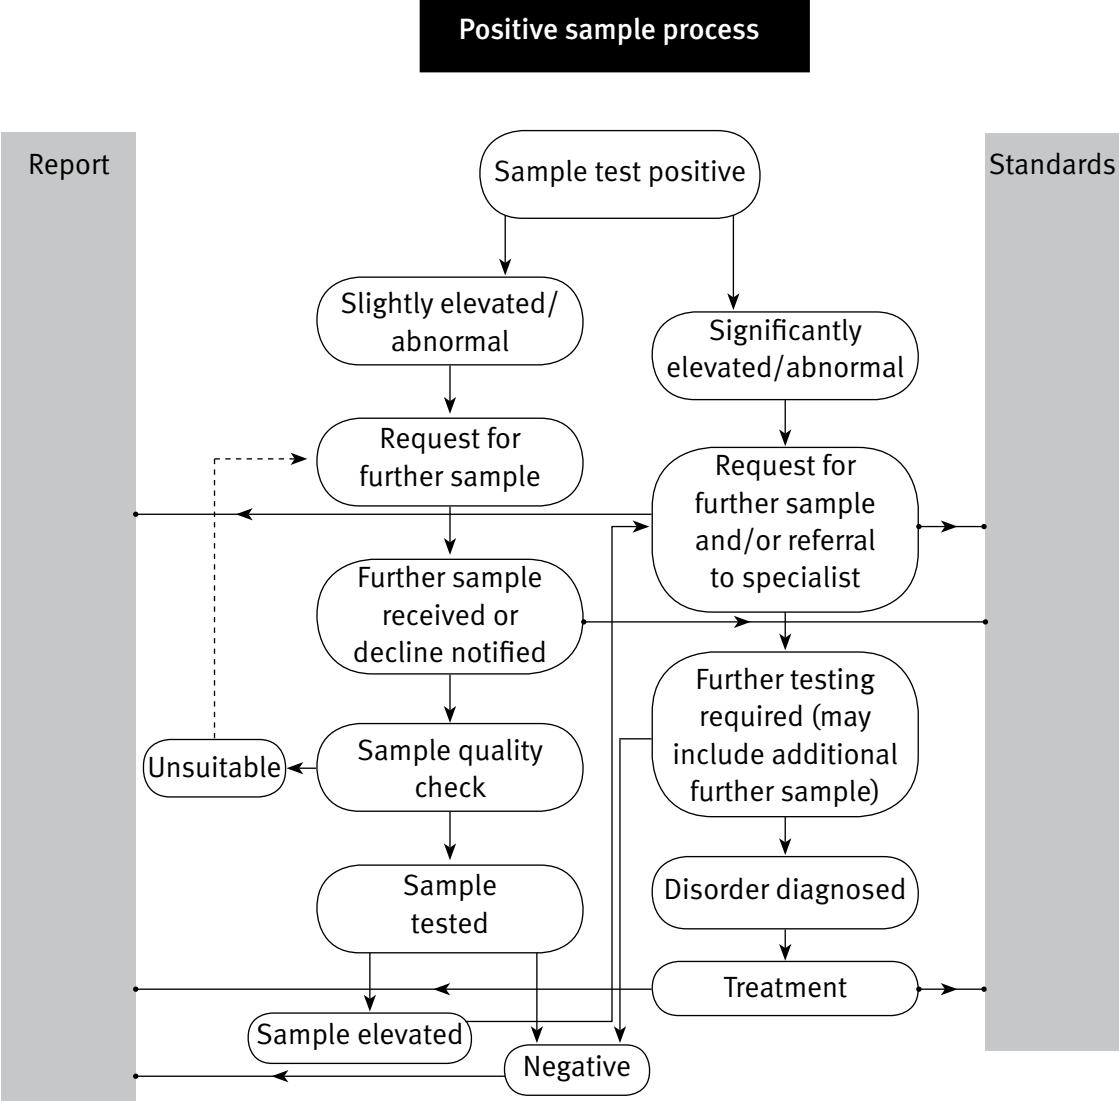 Positive sample process
Report
Standards
Sample test positive
Slightly elevated/
abnormal
Significantly
elevated/abnormal
Request for
further sample
Request for
further sample
and/or referral
to specialist
Further sample
received or
decline notified
Further testing
required (may
include additional
further sample)
Unsuitable
Sample quality
check
Sample
tested
Disorder diagnosed
Treatment
Sample elevated
Negative